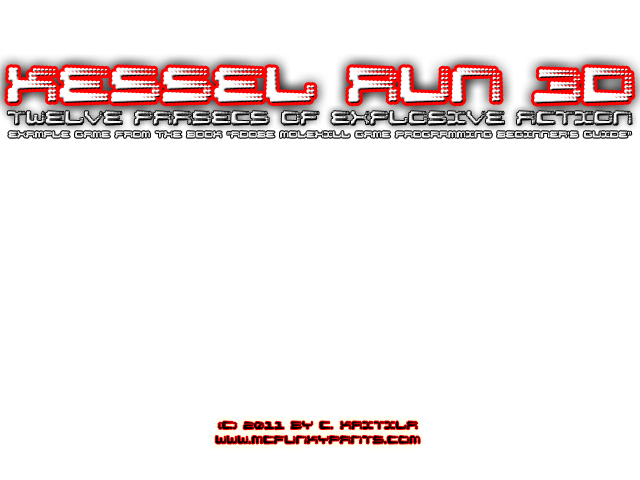 KESSEL RUN 3D
TWELVE PARSECS OF EXPLOSIVE ACTION
EXAMPLE GAME FROM THE BOOK "ADOBE MOLEHILL GAME PROGRAMMING BEGINNER'S GUIDE"
(C) 2011 BY C. KAITILA
WWW.MCFUNKYPANTS.COM